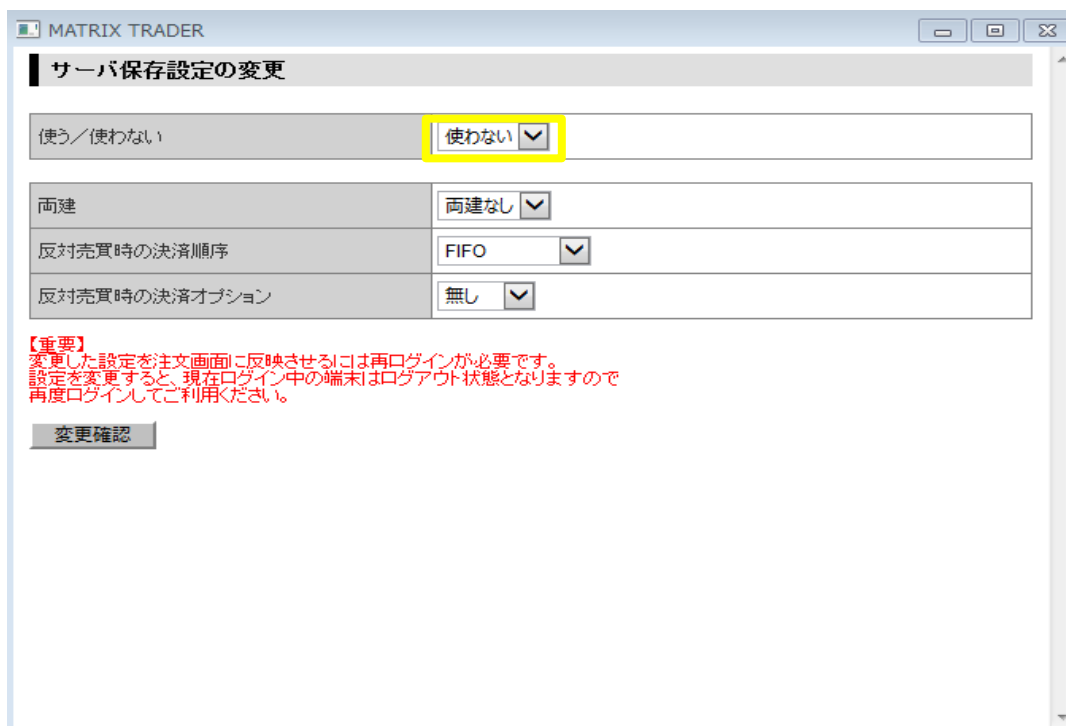 MATRIX TRADER
サーバ保存設定の変更
使う／使わない 使わない
両建 両建なし
反対売買時の決済順序 FIFO
反対売買時の決済オプション 無し
【重要】
変更した設定を注文画面に反映させるには再ログインが必要です。
設定を変更すると、現在ログイン中の端末はログアウト状態となりますので
再度ログインしてご利用ください。
変更確認